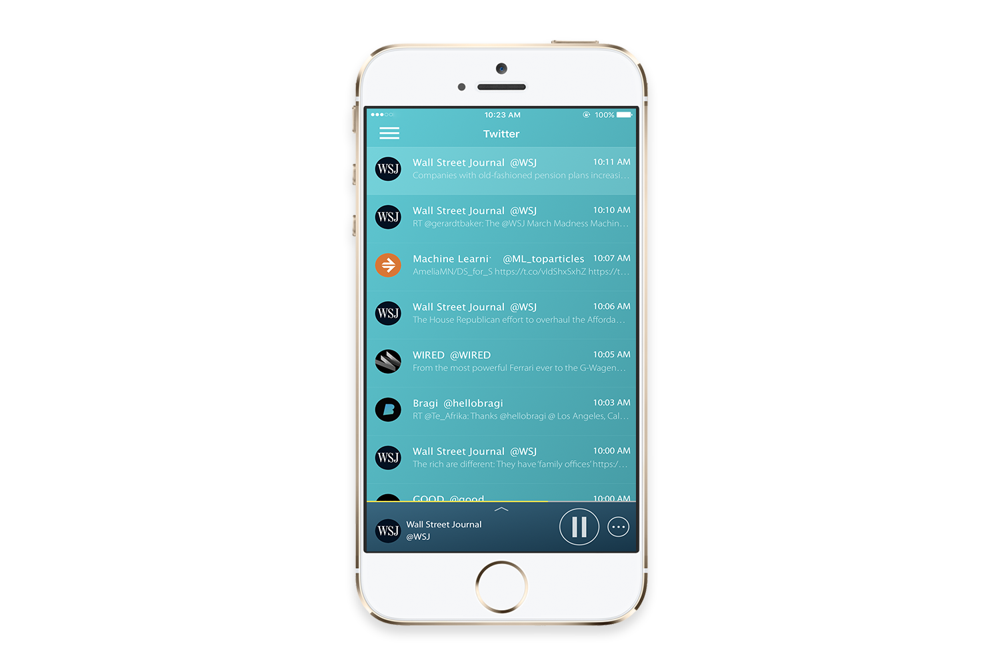 10:23 AM
100%
Twitter
WSJ
Wall Street Journal @WSJ
10:11 AM
Companies with old-fashioned pension plans increasi...
WSJ
Wall Street Journal @WSJ
10:10 AM
RT @gerardtbaker: The @WSJ March Madness Machin...
Machine Learni
@ML_toparticles
10:07 AM
AmeliaMN/DS_for_S https://t.co/vIdShxSxhZ https://t...
WSJ
Wall Street Journal @WSJ
10:06 AM
The House Republican effort to overhaul the Afforda...
WIRED @WIRED
10:05 AM
From the most powerful Ferrari ever to the G-Wagen...
B
Bragi @hellobragi
10:03 AM
RT @Te_Afrika: Thanks @hellobragi @ Los Angeles, Cal...
WSJ
Wall Street Journal @WSJ
10:00 AM
The rich are different: They have 'family offices' https:/...
GOOD @good
10:00 AM
WSJ
Wall Street Journal
@WSJ